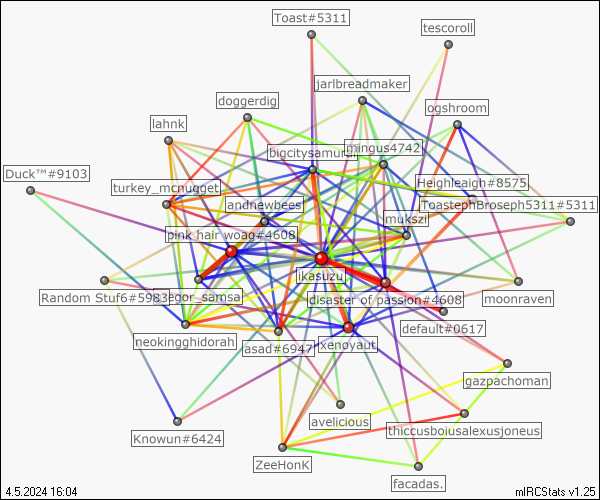 Toast#5311
tescoroll
jarlbreadmaker
doggerdig
ogshroom
lahnk
mingus4742
bigcitysamurai
Duck™#9103
Heighleaigh#8575
turkey_mcnugget
andnewbees
ToastephBroseph5311#5311
mukszi
pink hair woag#4608
ikasuzu
Random Stuf6#5983
egor_samsa
disaster of passion#4608
moonraven
default#0617
neokingghidorah
asad#6947
xenoyaut
gazpachoman
avelicious
Knowun#6424
thiccusboiusalexusjoneus
ZeeHonK
facadas.
4.5.2024 16:04
mIRCStats v1.25